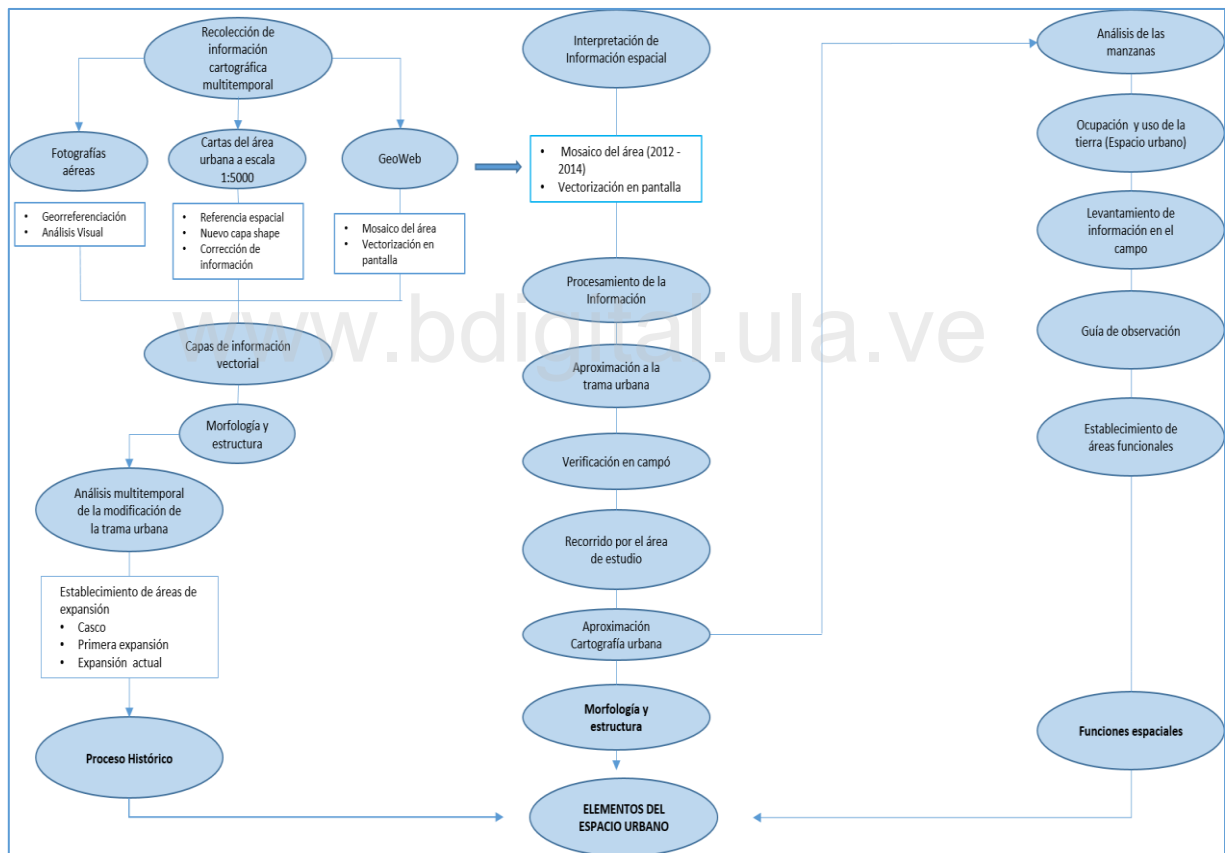 Recolección de
información
cartográfica
multitemporal
Fotografías
aéreas
Cartas del área
urbana a escala
1:5000
GeoWeb
• Georreferenciación
• Análisis Visual
• Referencia espacial
• Nuevo capa shape
• Corrección de
información
• Mosaico del área
• Vectorización en
pantalla
Capas de información
vectorial
Morfología y
estructura
Análisis multitemporal
de la modificación de
la trama urbana
Establecimiento de áreas de
expansión
• Casco
• Primera expansión
• Expansión actual
Proceso Histórico
Interpretación de
Información espacial
• Mosaico del área (2012 -
2014)
• Vectorización en pantalla
Procesamiento de la
Información
Aproximación a la
trama urbana
Verificación en campó
Recorrido por el área
de estudio
Aproximación
Cartografía urbana
Morfología y
estructura
ELEMENTOS DEL
ESPACIO URBANO
Análisis de las
manzanas
Ocupación y uso de la
tierra (Espacio urbano)
Levantamiento de
información en el
campo
Guía de observación
Establecimiento de
áreas funcionales
Funciones espaciales
www.bdigital.ula.ve